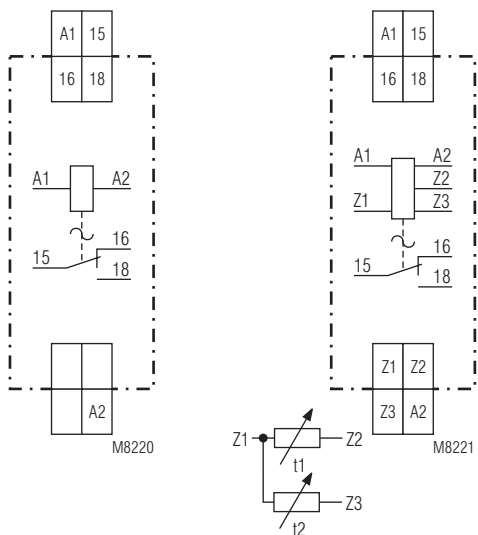 A1 15 A1 15
16 18 16 18
A1 A2
Z2
Z1 Z3
A1 A2
16 16
15 15
18 18
Z1 Z2
Z3 A2
A2
M8220 M8221
Z1 Z2
t1
Z3
t2